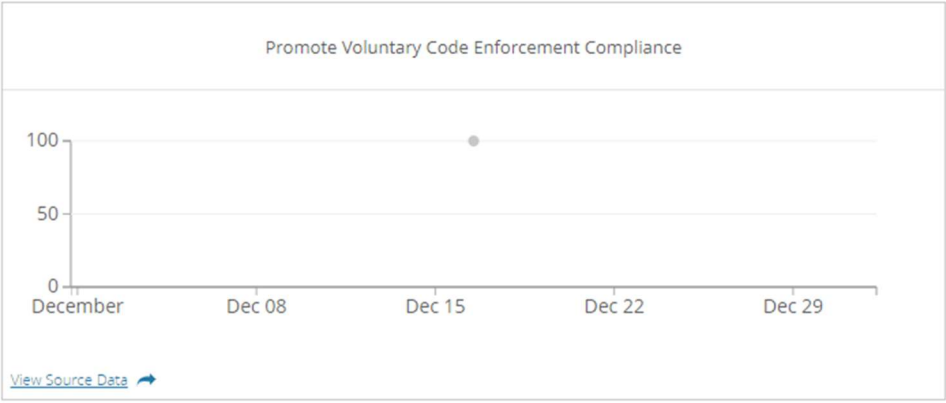 Promote Voluntary Code Enforcement Compliance
100
50
0
December Dec 08 Dec 15 Dec 22 Dec 29
View Source Data